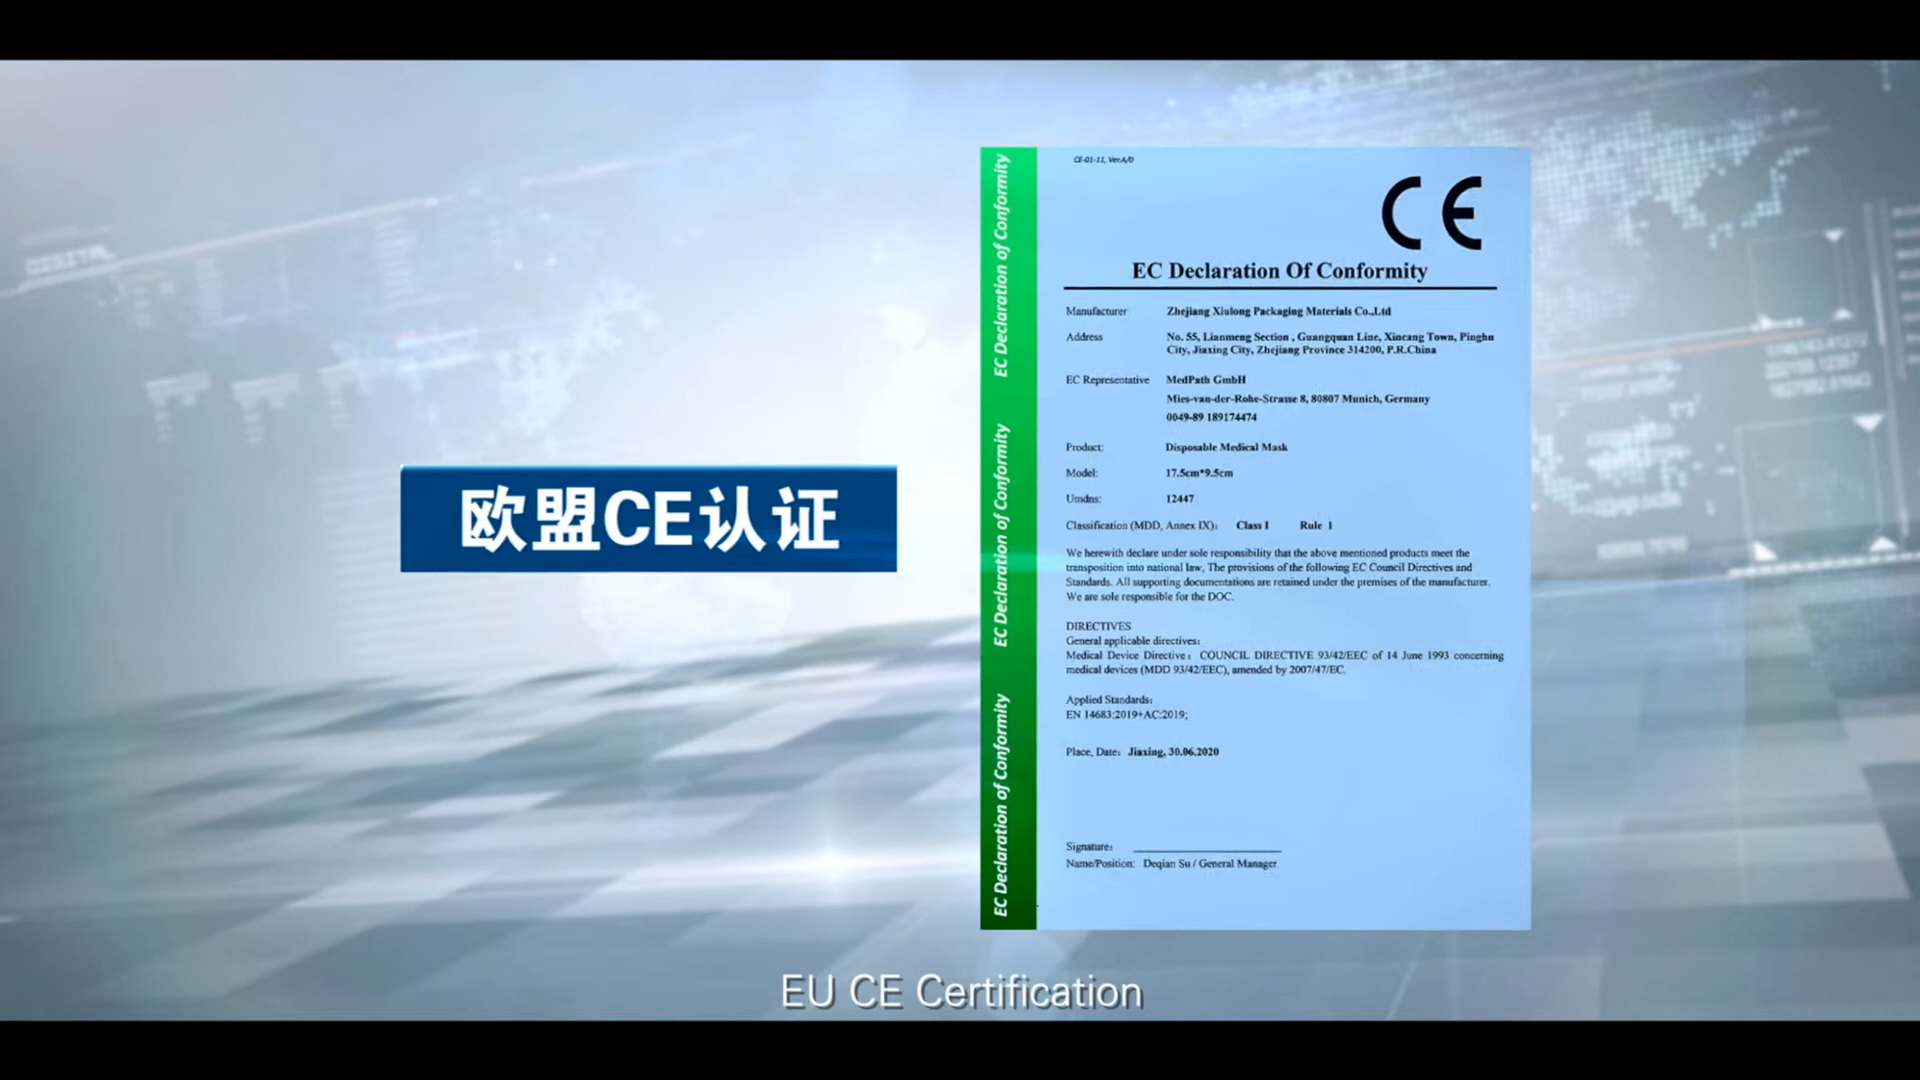 DIGITAL
欧盟CE认证
EC Declaration of Conformity
EC Declaration of Conformity
EC Declaration of Conformity
CE-01-11, Ver.A/0
CE
EC Declaration Of Conformity
Manufacturer Zhejiang Xiulong Packaging Materials Co.,Ltd
Address No. 55, Lianmeng Section , Guangquan Line, Xincang Town, Pinghu
City, Jiaxing City, Zhejiang Province 314200, P.R.China
EC Representative MedPath GmbH
Mies-van-der-Rohe-Strasse 8, 80807 Munich, Germany
0049-89 189174474
Product: Disposable Medical Mask
Model: 17.5cm*9.5cm
Umdns: 12447
Classification (MDD, Annex IX): Class I Rule 1
We herewith declare under sole responsibility that the above mentioned products meet the
transposition into national law, The provisions of the following EC Council Directives and
Standards. All supporting documentations are retained under the premises of the manufacturer.
We are sole responsible for the DOC.
DIRECTIVES
General applicable directives:
Medical Device Directive: COUNCIL DIRECTIVE 93/42/EEC of 14 June 1993 concerning
medical devices (MDD 93/42/EEC), amended by 2007/47/EC.
Applied Standards:
EN 14683:2019+AC:2019;
Place, Date: Jiaxing, 30.06.2020
Signature:
Name/Position: Deqian Su / General Manager
EU CE Certification